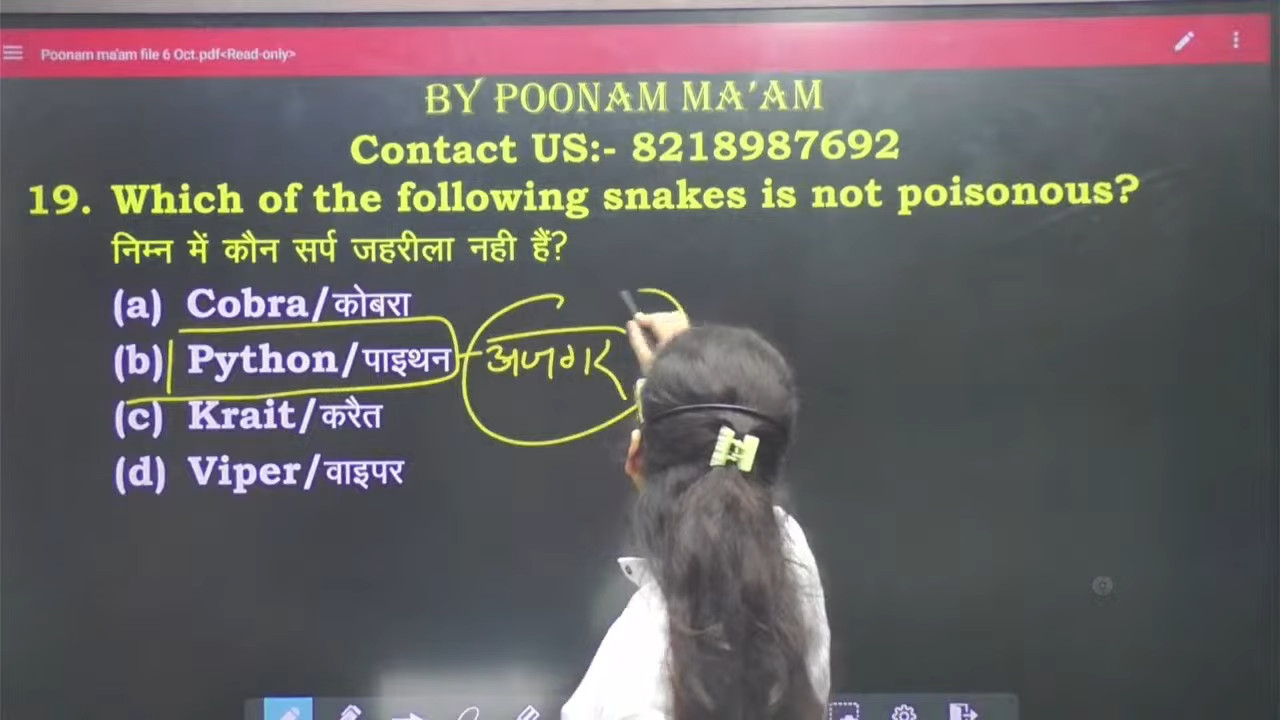 Poonam ma'am file 6 Oct.pdf<Read-only>
BY POONAM MA'AM
Contact US:- 8218987692
19. Which of the following snakes is not poisonous?
निम्न में कौन सर्प जहरीला नही हैं?
(a) Cobra/कोबरा
(b) Python/पाइथन अजगर
(c) Krait/करैत
(d) Viper/वाइपर